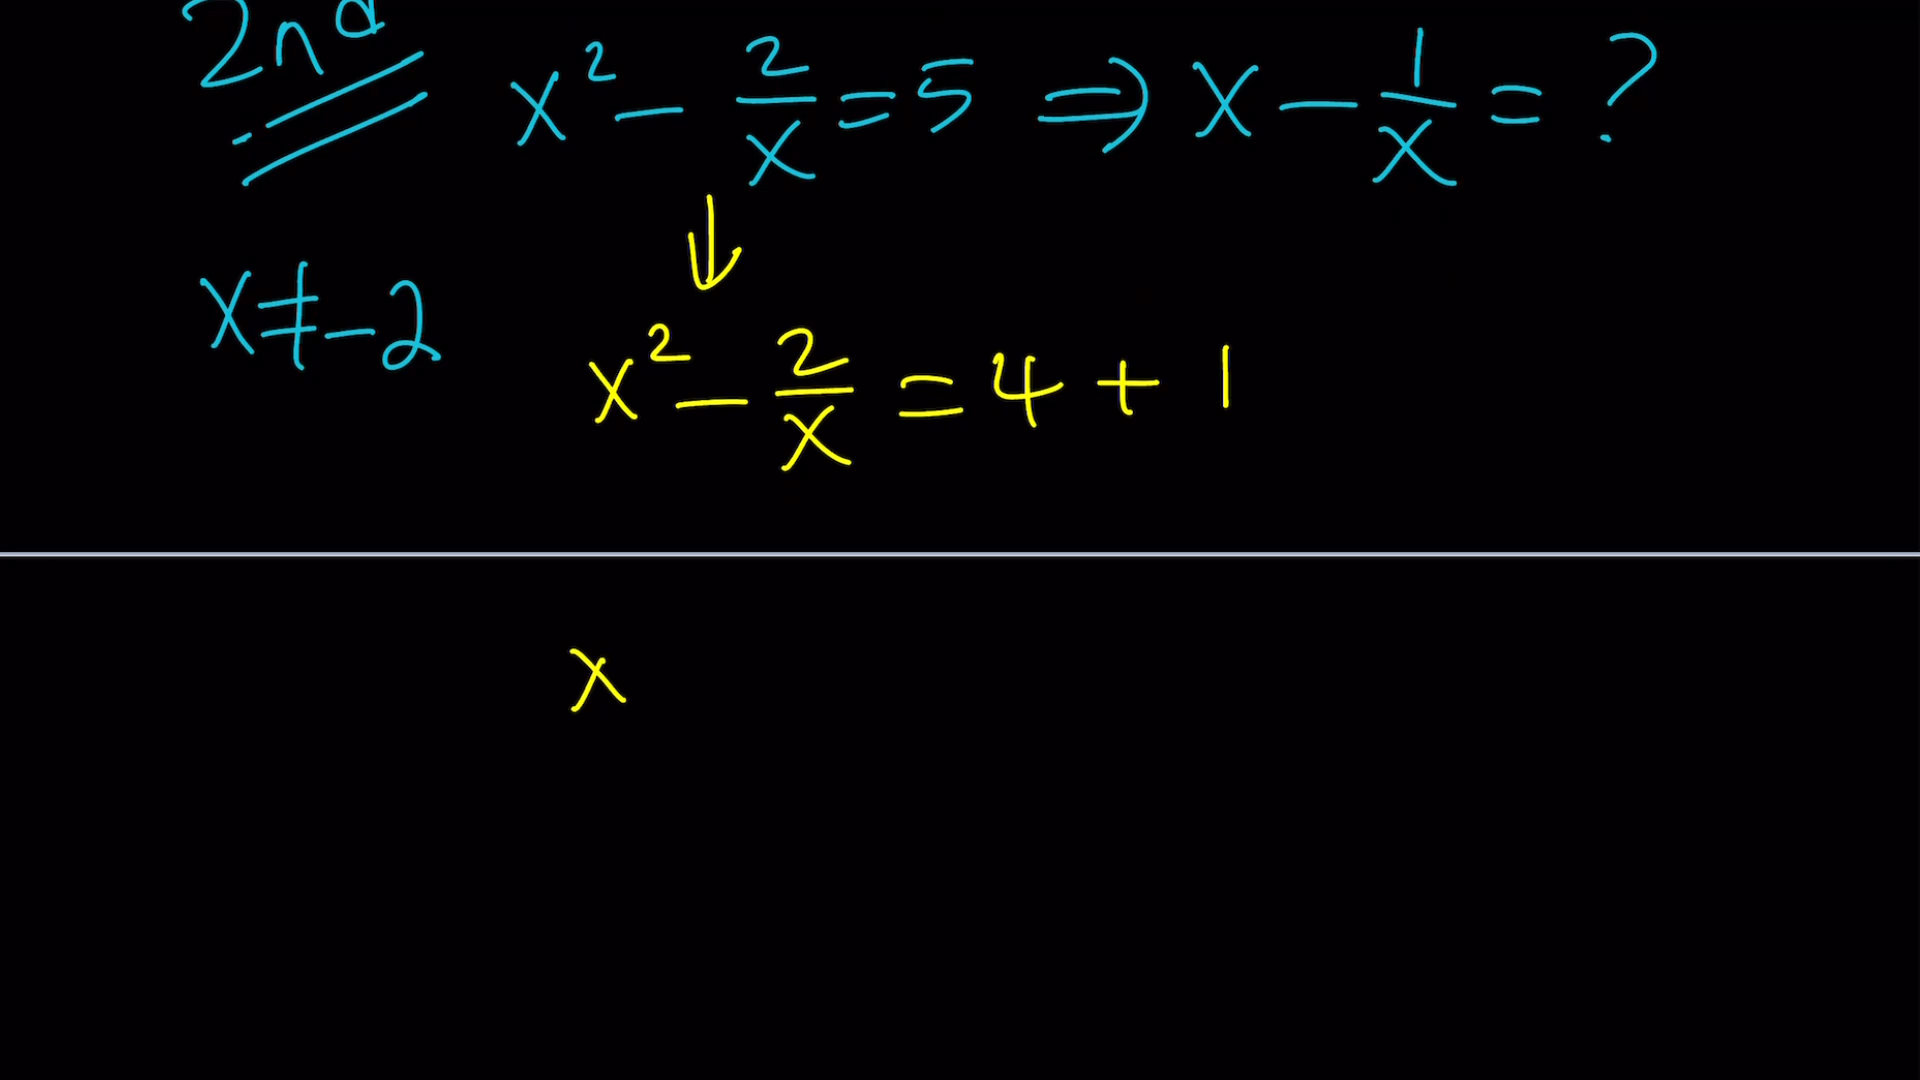 2nd x² - 2/x = 5 ⇒ x - 1/x = ?
x ≠ -2
x² - 2/x = 4 + 1
x